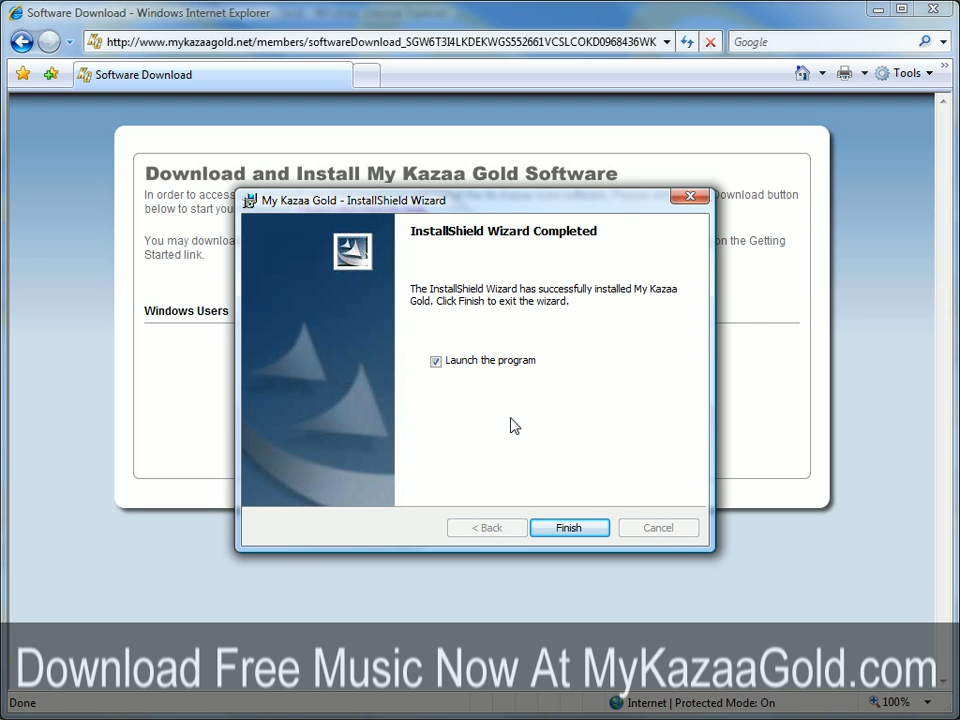 Software Download - Windows Internet Explorer
http://www.mykazaagold.net/members/softwareDownload_SGW6T3I4LKDEKWGS552661VCSLCOKD0968436WK
Google
Software Download
Tools
Download and Install My Kazaa Gold Software
In order to access
Download button
below to start your
You may download
on the Getting
Started link.
Windows Users
My Kazaa Gold - InstallShield Wizard
InstallShield Wizard Completed
The InstallShield Wizard has successfully installed My Kazaa
Gold. Click Finish to exit the wizard.
Launch the program
< Back
Finish
Cancel
Download Free Music Now At MyKazaaGold.com
Done
Internet | Protected Mode: On
100%